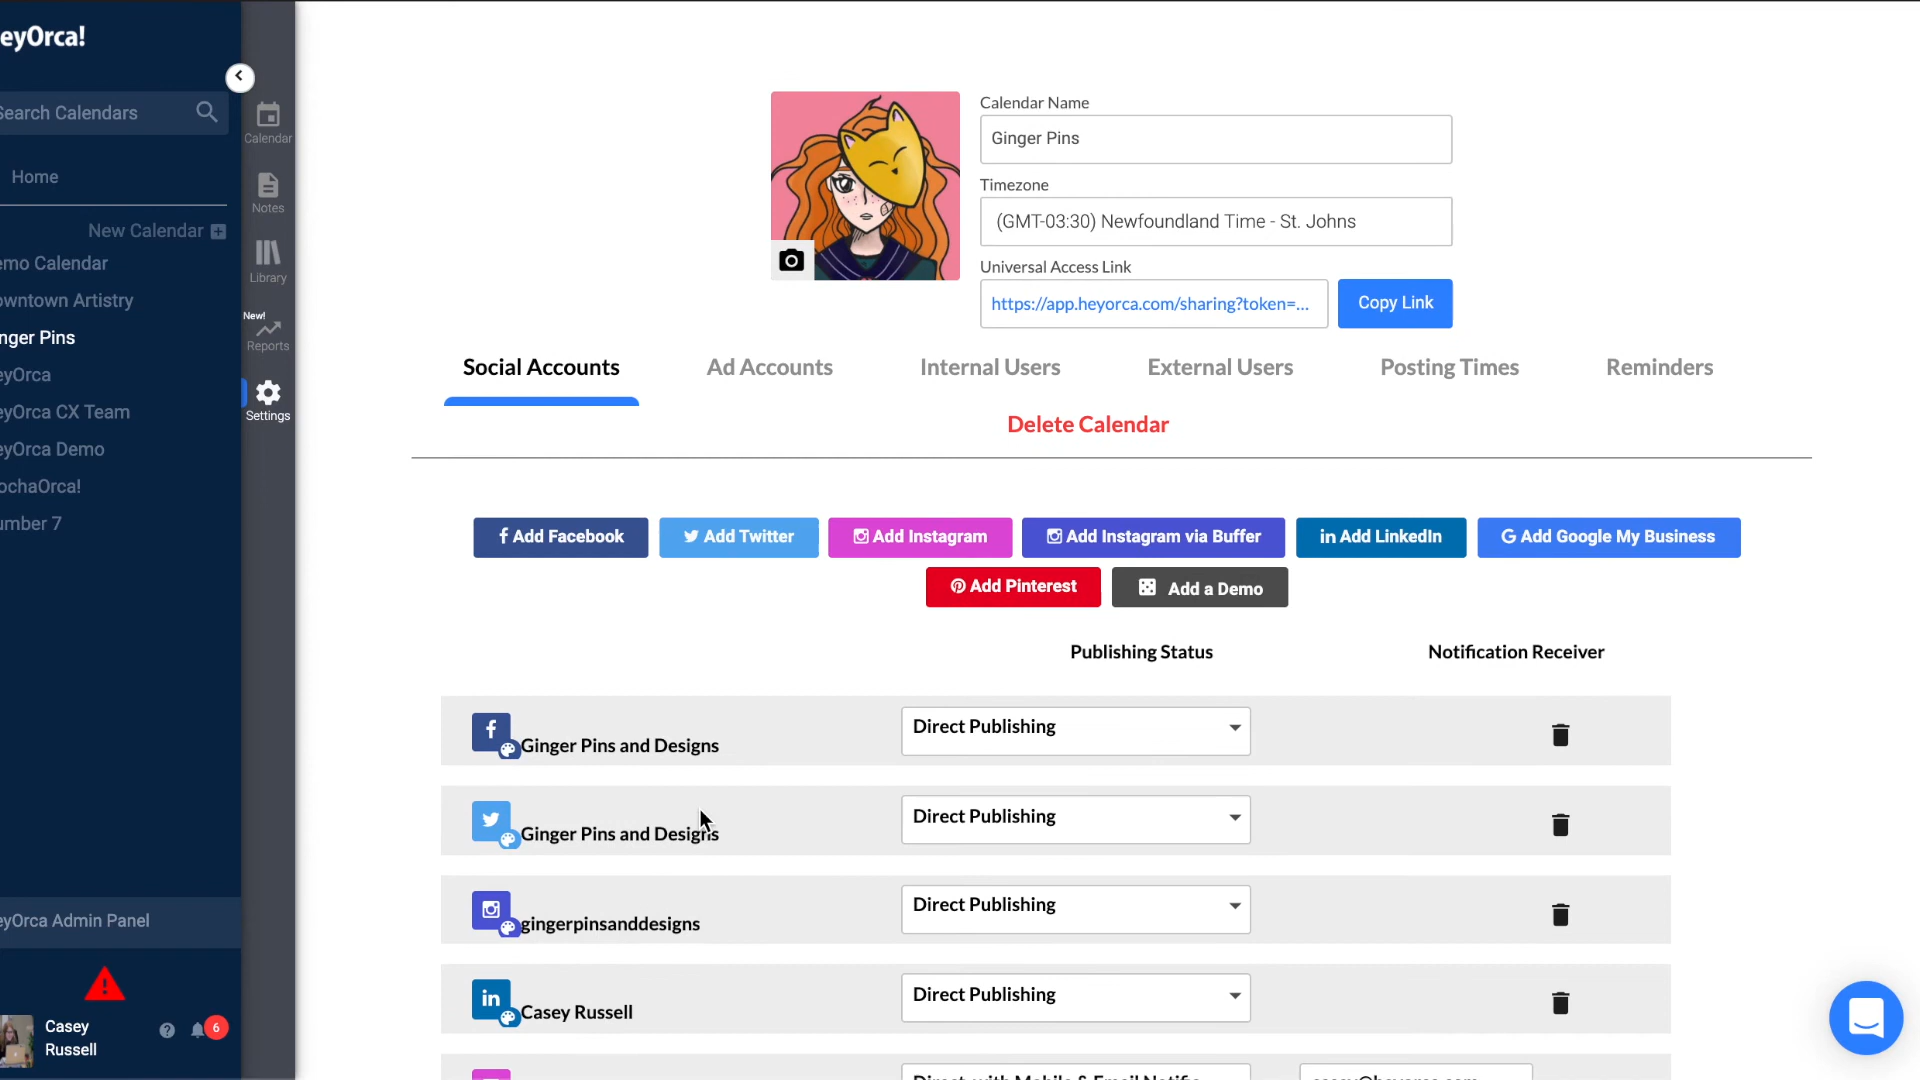 eyOrca!
Search Calendars
Home
New Calendar
emo Calendar
owntown Artistry
nger Pins
eyOrca
eyOrca CX Team
eyOrca Demo
ochaOrca!
umber 7
eyOrca Admin Panel
Casey
Russell
6
Calendar
Notes
Library
New!
Reports
Settings
Calendar Name
Ginger Pins
Timezone
(GMT-03:30) Newfoundland Time - St. Johns
Universal Access Link
https://app.heyorca.com/sharing?token=...
Copy Link
Social Accounts
Ad Accounts
Internal Users
External Users
Posting Times
Reminders
Delete Calendar
Add Facebook
Add Twitter
Add Instagram
Add Instagram via Buffer
Add LinkedIn
Add Google My Business
Add Pinterest
Add a Demo
Publishing Status
Notification Receiver
Ginger Pins and Designs
Direct Publishing
Ginger Pins and Designs
Direct Publishing
gingerpinsanddesigns
Direct Publishing
Casey Russell
Direct Publishing